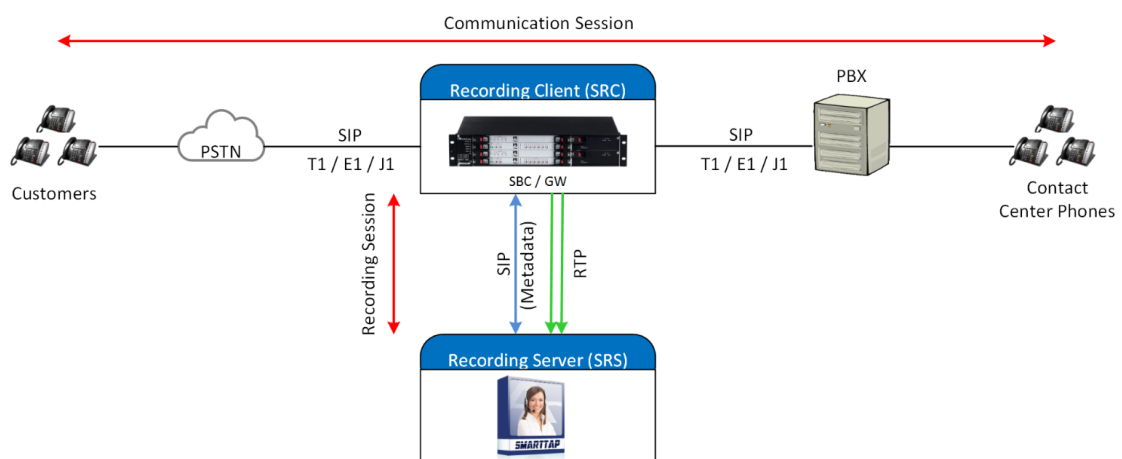 Communication Session
Recording Client (SRC)
PBX
SIP
SIP
PSTN
T1 / E1 / J1
T1 / E1 / J1
SBC / GW
Customers
Contact
Center Phones
Recording Session
SIP
(Metadata)
RTP
Recording Server (SRS)
SMARTTAP